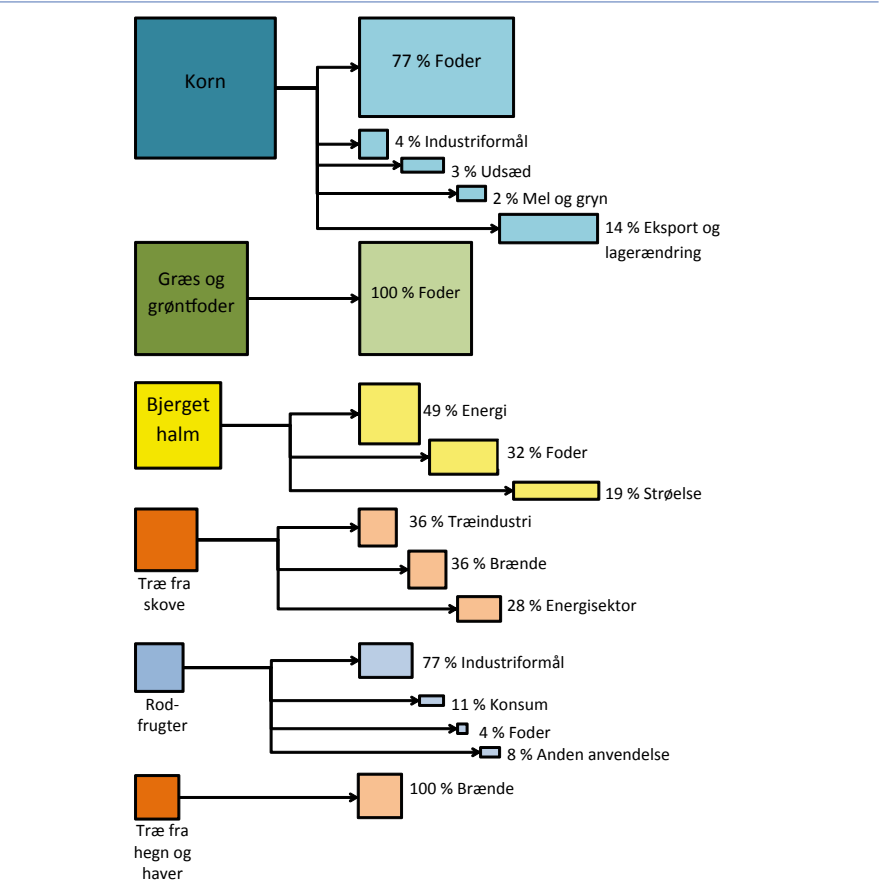 Korn
77 % Foder
4 % Industriformål
3 % Udsæd
2 % Mel og gryn
14 % Eksport og
lagerændring
Græs og
grøntfoder
100 % Foder
Bjerget
halm
49 % Energi
32 % Foder
19 % Strøelse
Træ fra
skove
36 % Træindustri
36 % Brænde
28 % Energisektor
Rod-
frugter
77 % Industriformål
11 % Konsum
4 % Foder
8 % Anden anvendelse
Træ fra
hegn og
haver
100 % Brænde